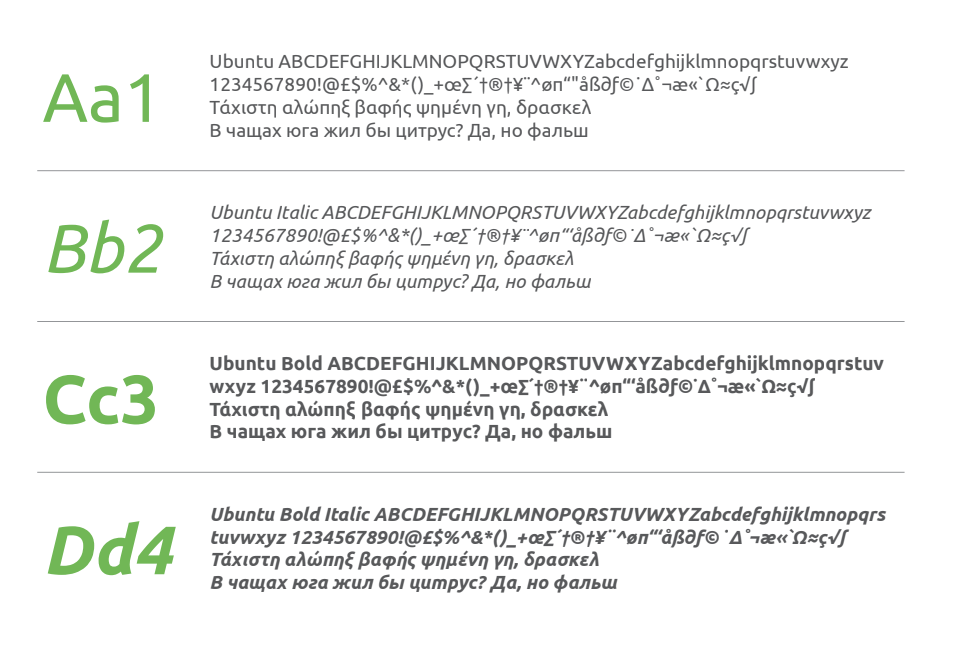 Aa1
Ubuntu ABCDEFGHIJKLMNOPQRSTUVWXYZabcdefghijklmnopqrstuvwxyz
1234567890!@£$%^&*()_+œ∑´†®†¥¨^øπ“"åß∂ƒ©˙∆˚¬æ«`Ω≈ç√∫
Τάχιστη αλώπηξ βαφής ψημένη γη, δρασκελ
В чащах юга жил бы цитрус? Да, но фальш
Bb2
Ubuntu Italic ABCDEFGHIJKLMNOPQRSTUVWXYZabcdefghijklmnopqrstuvwxyz
1234567890!@£$%^&*()_+œ∑´†®†¥¨^øπ“‘åß∂ƒ©˙∆˚¬æ«`Ω≈ç√∫
Τάχιστη αλώπηξ βαφής ψημένη γη, δρασκελ
В чащах юга жил бы цитрус? Да, но фальш
Cc3
Ubuntu Bold ABCDEFGHIJKLMNOPQRSTUVWXYZabcdefghijklmnopqrstuv
wxyz 1234567890!@£$%^&*()_+œ∑´†®†¥¨^øπ“‘åß∂ƒ©˙∆˚¬æ«`Ω≈ç√∫
Τάχιστη αλώπηξ βαφής ψημένη γη, δρασκελ
В чащах юга жил бы цитрус? Да, но фальш
Dd4
Ubuntu Bold Italic ABCDEFGHIJKLMNOPQRSTUVWXYZabcdefghijklmnopqrs
tuvwxyz 1234567890!@£$%^&*()_+œ∑´†®†¥¨^øπ“‘åß∂ƒ© ˙∆˚¬æ«`Ω≈ç√∫
Τάχιστη αλώπηξ βαφής ψημένη γη, δρασκελ
В чащах юга жил бы цитрус? Да, но фальш